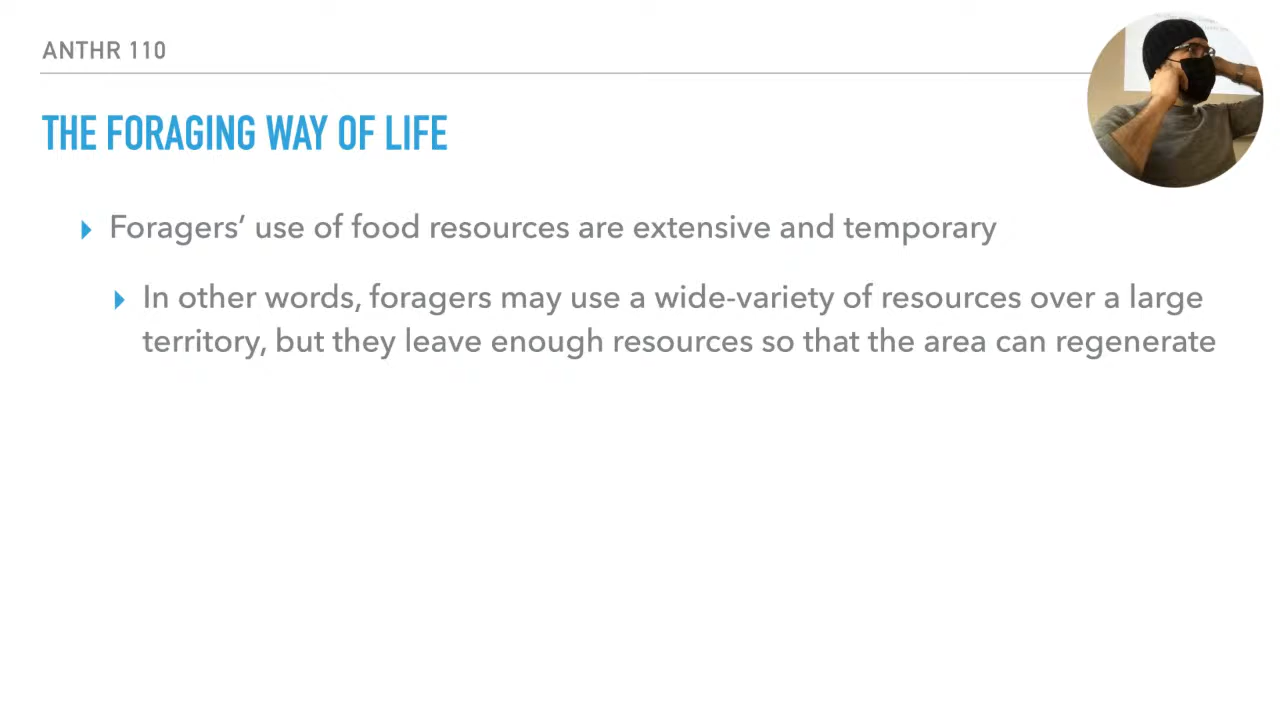 ANTHR 110
THE FORAGING WAY OF LIFE
Foragers’ use of food resources are extensive and temporary
In other words, foragers may use a wide-variety of resources over a large
territory, but they leave enough resources so that the area can regenerate